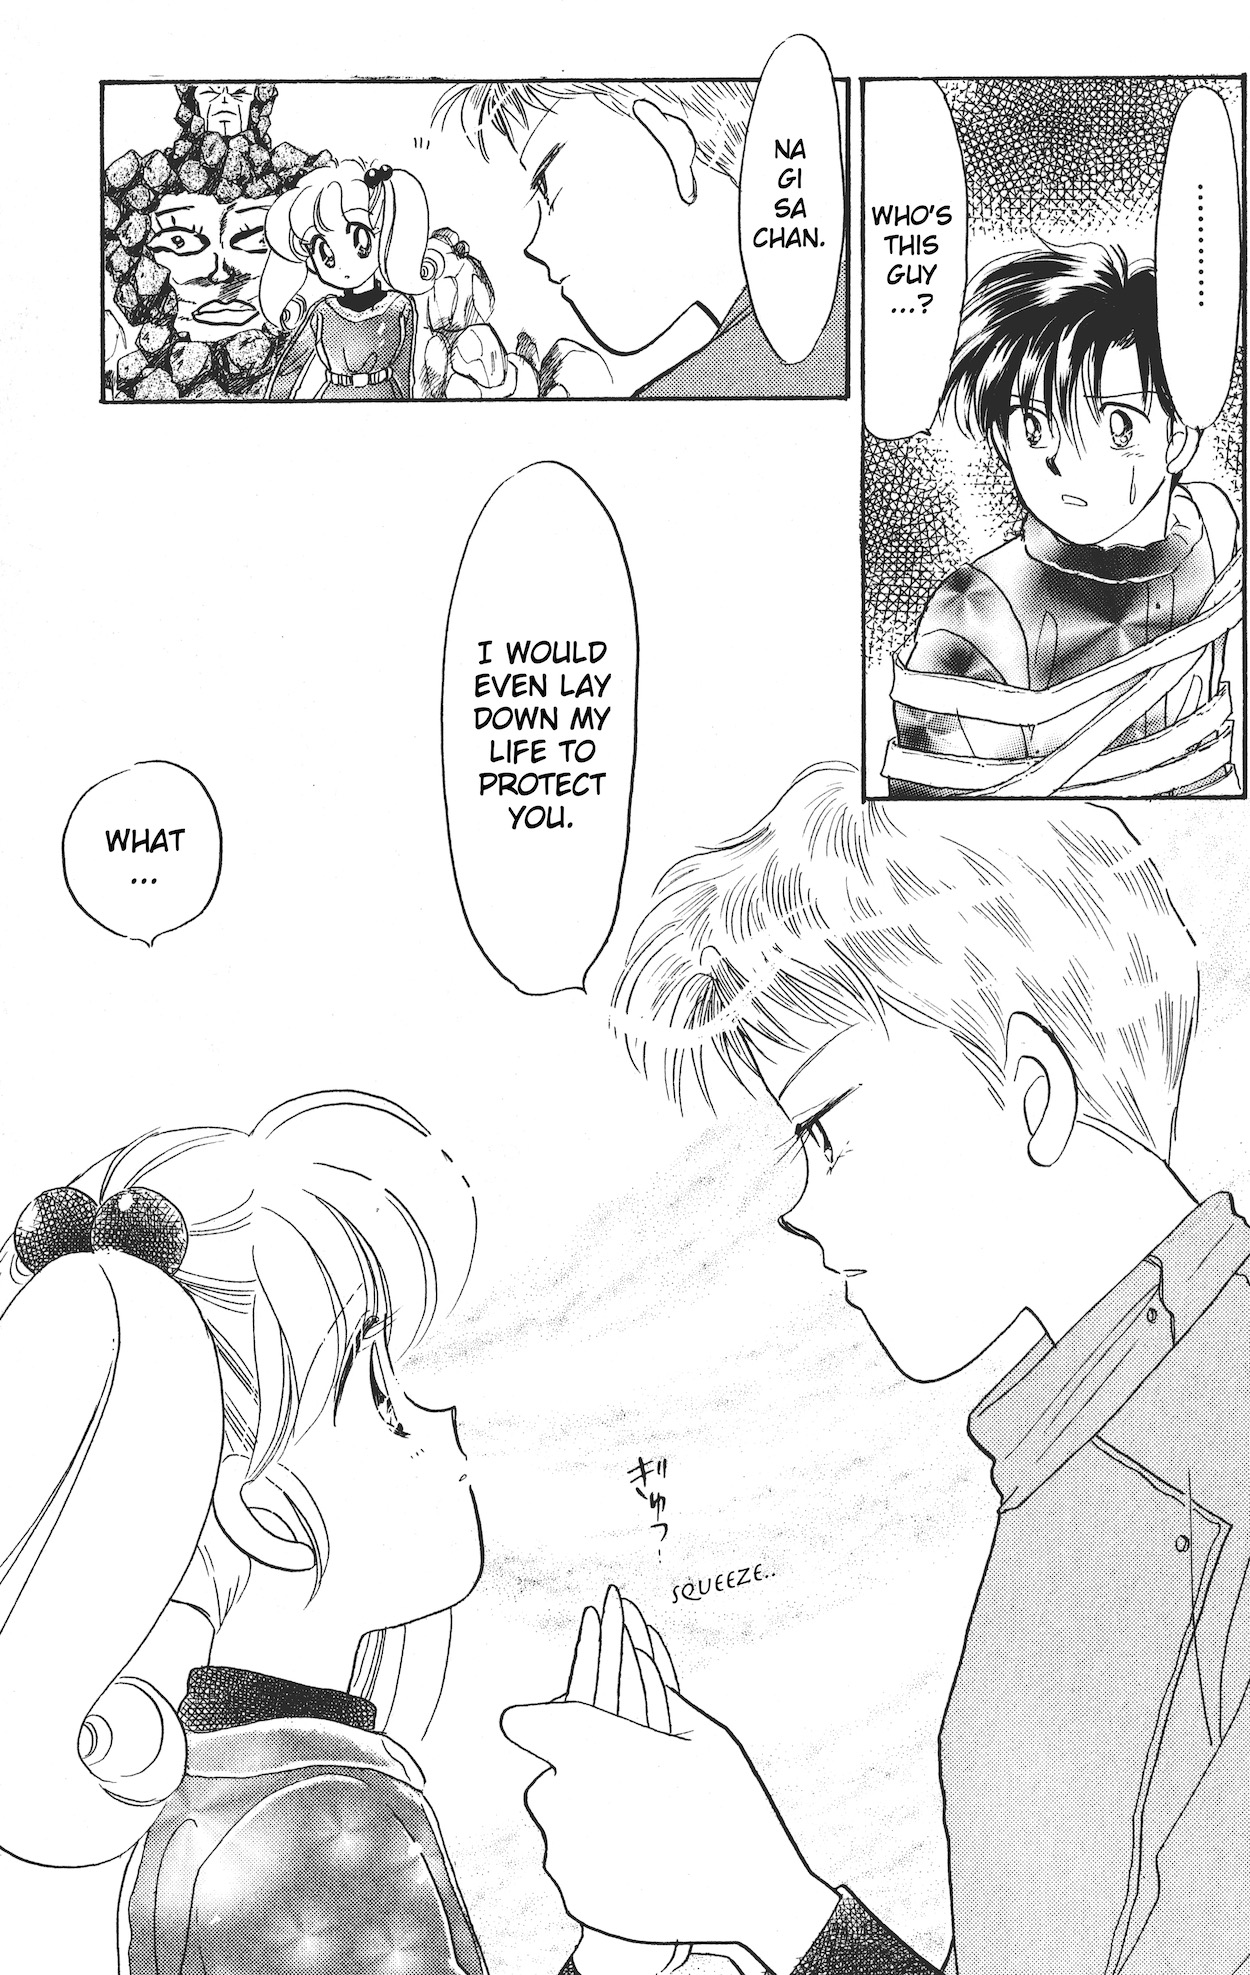 .........
WHO'S
THIS
GUY
...?
NA
GI
SA
CHAN.
I WOULD
EVEN LAY
DOWN MY
LIFE TO
PROTECT
YOU.
WHAT
...
ぎゅっ
SQUEEZE..